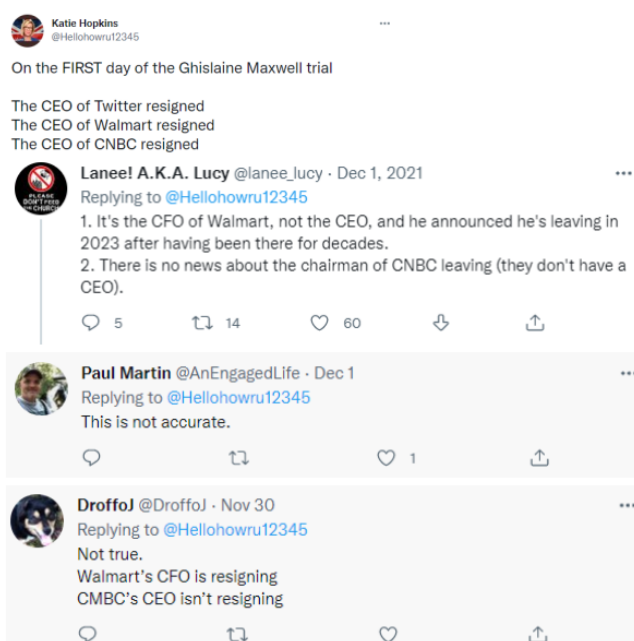 Katie Hopkins
@Hellohowru12345
On the FIRST day of the Ghislaine Maxwell trial
The CEO of Twitter resigned
The CEO of Walmart resigned
The CEO of CNBC resigned
PLEASE
DON'T FEED
THE CHURCH
Lanee! A.K.A. Lucy @lanee_lucy · Dec 1, 2021
Replying to @Hellohowru12345
1. It's the CFO of Walmart, not the CEO, and he announced he's leaving in
2023 after having been there for decades.
2. There is no news about the chairman of CNBC leaving (they don't have a
CEO).
5 14 60
Paul Martin @AnEngagedLife · Dec 1
Replying to @Hellohowru12345
This is not accurate.
1
DroffoJ @DroffoJ · Nov 30
Replying to @Hellohowru12345
Not true.
Walmart’s CFO is resigning
CMBC’s CEO isn’t resigning